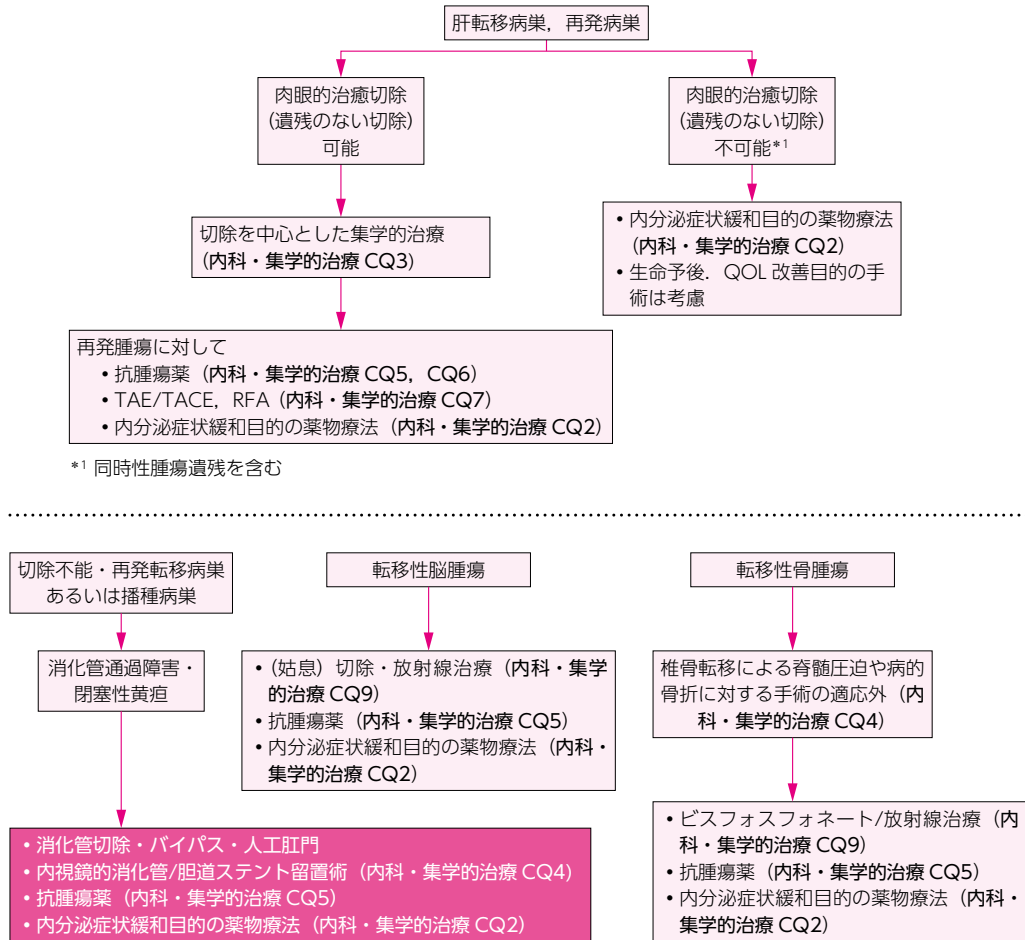 肝転移病巣，再発病巣
肉眼的治癒切除
(遺残のない切除)
可能
肉眼的治癒切除
(遺残のない切除)
不可能*1
切除を中心とした集学的治療
(内科・集学的治療 CQ3)
• 内分泌症状緩和目的の薬物療法
(内科・集学的治療 CQ2)
• 生命予後．QOL 改善目的の手
術は考慮
再発腫瘍に対して
• 抗腫瘍薬（内科・集学的治療 CQ5，CQ6）
• TAE/TACE，RFA（内科・集学的治療 CQ7）
• 内分泌症状緩和目的の薬物療法（内科・集学的治療 CQ2）
*1 同時性腫瘍遺残を含む
切除不能・再発転移病巣
あるいは播種病巣
消化管通過障害・
閉塞性黄疸
• 消化管切除・バイパス・人工肛門
• 内視鏡的消化管/胆道ステント留置術（内科・集学的治療 CQ4）
• 抗腫瘍薬（内科・集学的治療 CQ5）
• 内分泌症状緩和目的の薬物療法（内科・集学的治療 CQ2）
転移性脳腫瘍
•（姑息）切除・放射線治療（内科・集学
的治療 CQ9）
• 抗腫瘍薬（内科・集学的治療 CQ5）
• 内分泌症状緩和目的の薬物療法（内科・
集学的治療 CQ2）
転移性骨腫瘍
椎骨転移による脊髄圧迫や病的
骨折に対する手術の適応外（内
科・集学的治療 CQ4）
• ビスフォスフォネート/放射線治療（内
科・集学的治療 CQ9）
• 抗腫瘍薬（内科・集学的治療 CQ5）
• 内分泌症状緩和目的の薬物療法（内科・
集学的治療 CQ2）